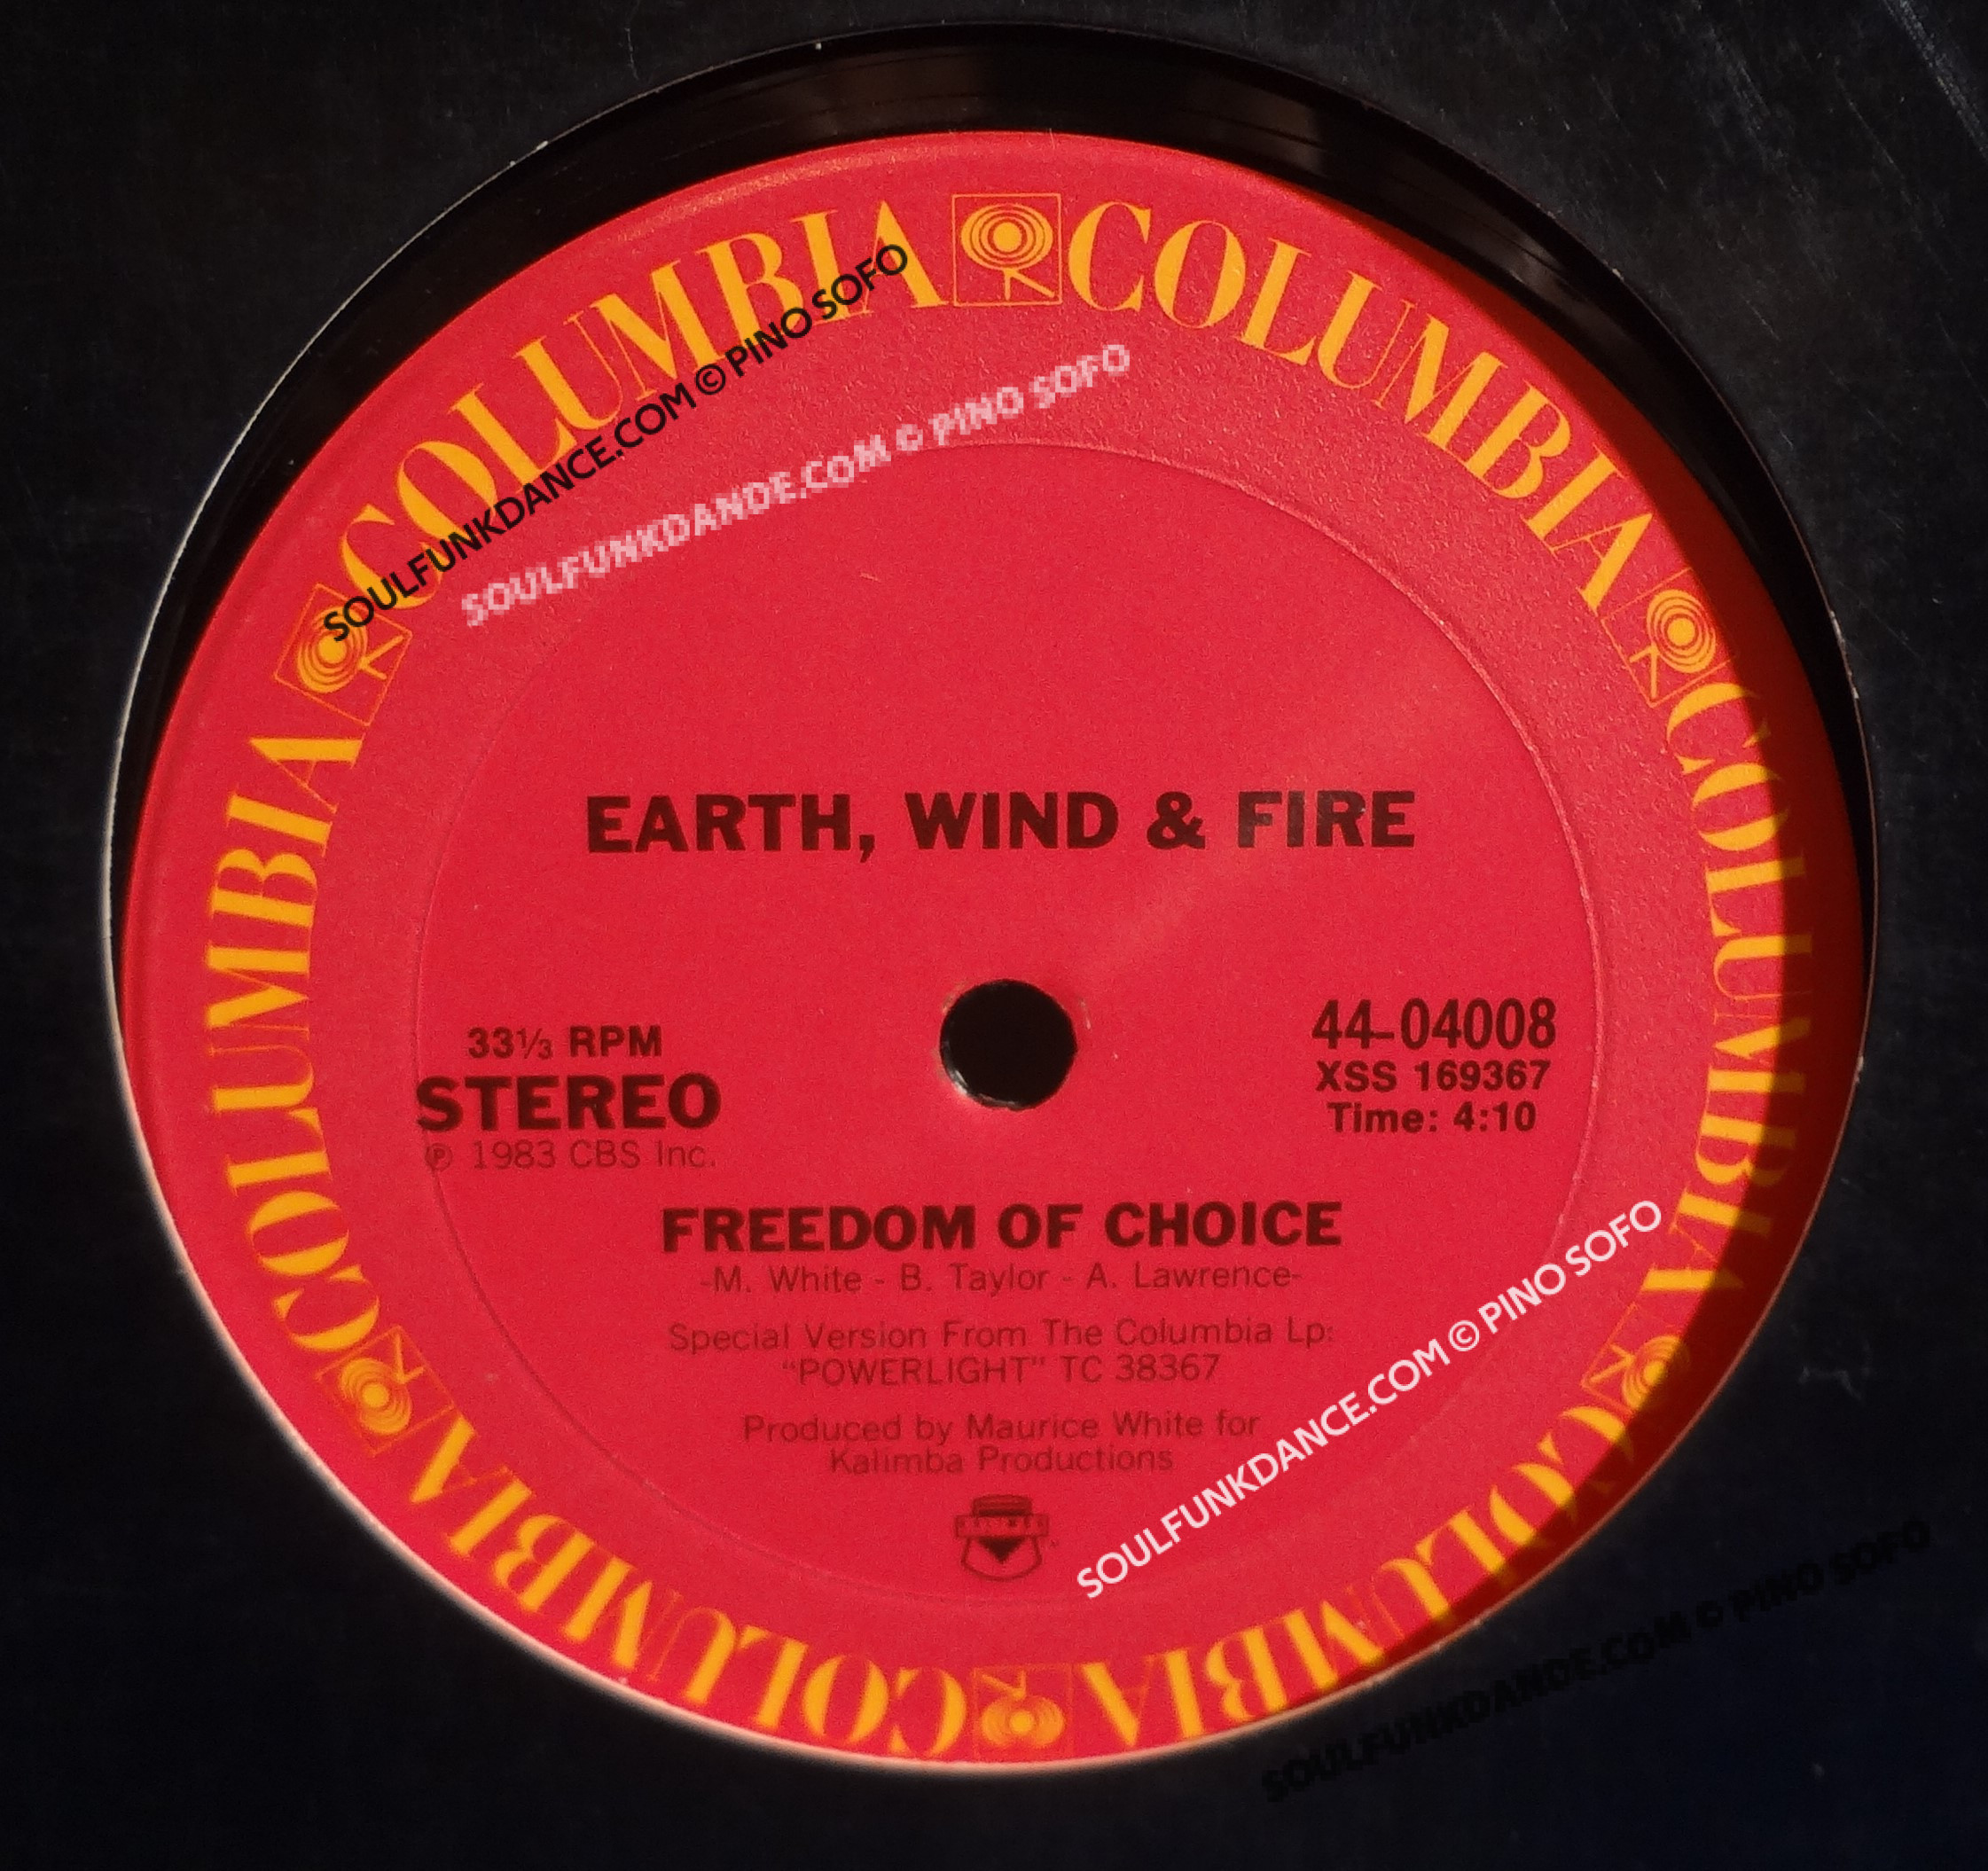 COLUMBIA COLUMBIA COLUMBIA COLUMBIA COLUMBIA COLUMBIA
SOULFUNKDANCE.COM © PINO SOFO
SOULFUNKDANDE.COM © PINO SOFO
EARTH, WIND & FIRE
33⅓ RPM
STEREO
℗ 1983 CBS Inc.
44-04008
XSS 169367
Time: 4:10
FREEDOM OF CHOICE
-M. White - B. Taylor - A. Lawrence-
Special Version From The Columbia Lp:
"POWERLIGHT" TC 38367
Produced by Maurice White for
Kalimba Productions
SOULFUNKDANCE.COM © PINO SOFO
SOULFUNKDANDE.COM © PINO SOFO